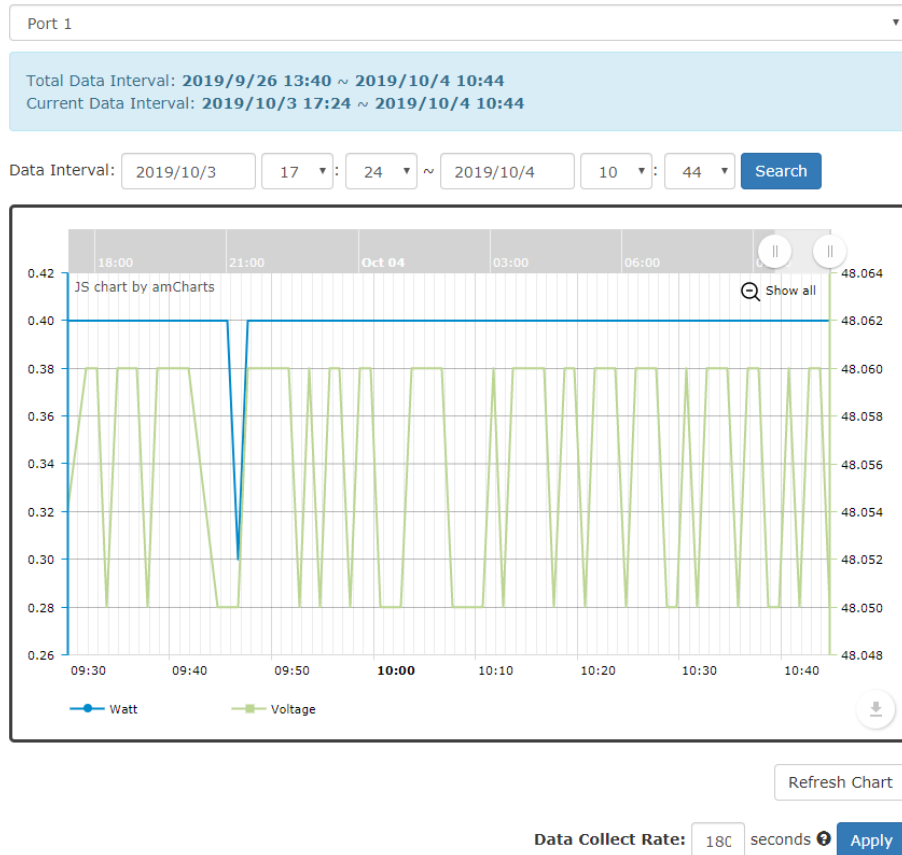 Port 1
Total Data Interval: 2019/9/26 13:40 ~ 2019/10/4 10:44
Current Data Interval: 2019/10/3 17:24 ~ 2019/10/4 10:44
Data Interval: 2019/10/3 17 : 24 ~ 2019/10/4 10 : 44 Search
18:00 21:00 Oct 04 03:00 06:00
0.42 48.064
JS chart by amCharts Show all
0.40 48.062
0.38 48.060
0.36 48.058
0.34 48.056
0.32 48.054
0.30 48.052
0.28 48.050
0.26 48.048
09:30 09:40 09:50 10:00 10:10 10:20 10:30 10:40
Watt Voltage
Refresh Chart
Data Collect Rate: 180 seconds Apply